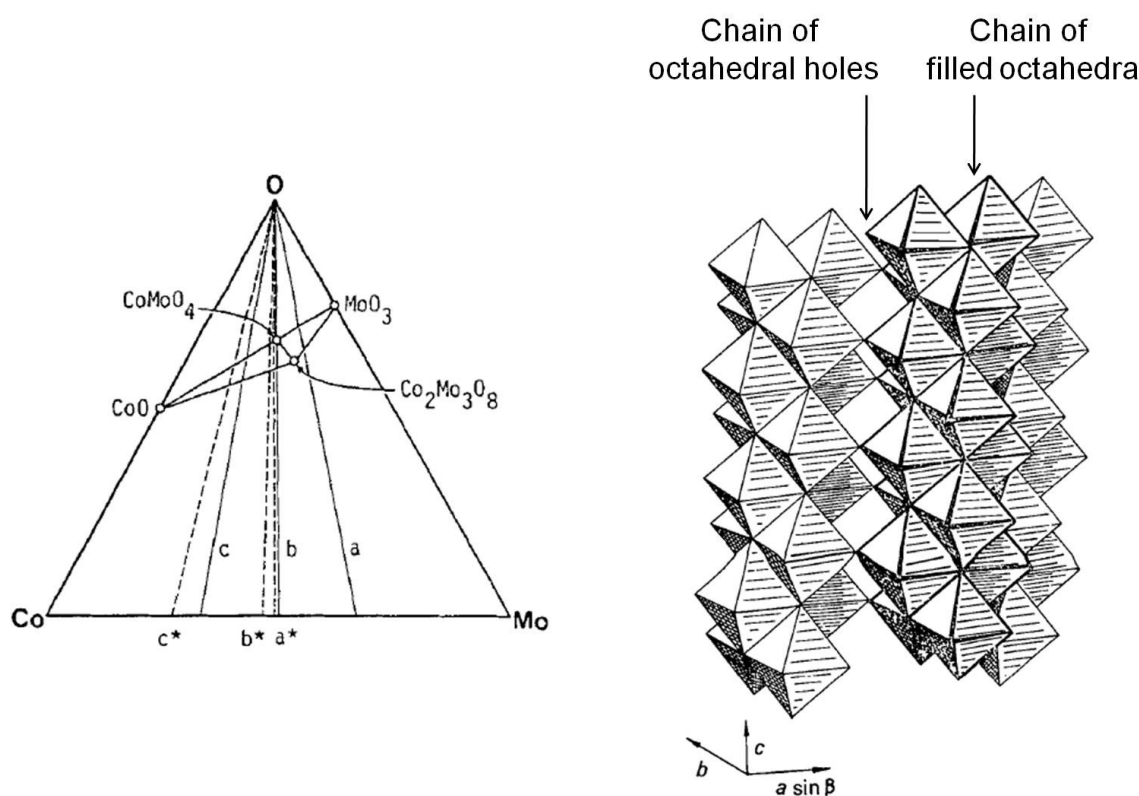 Chain of
octahedral holes
Chain of
filled octahedra
O
CoMoO₄
MoO₃
CoO
Co₂Mo₃O₈
c
b
a
Co
Mo
c*
b*
a*
c
b
a sin β